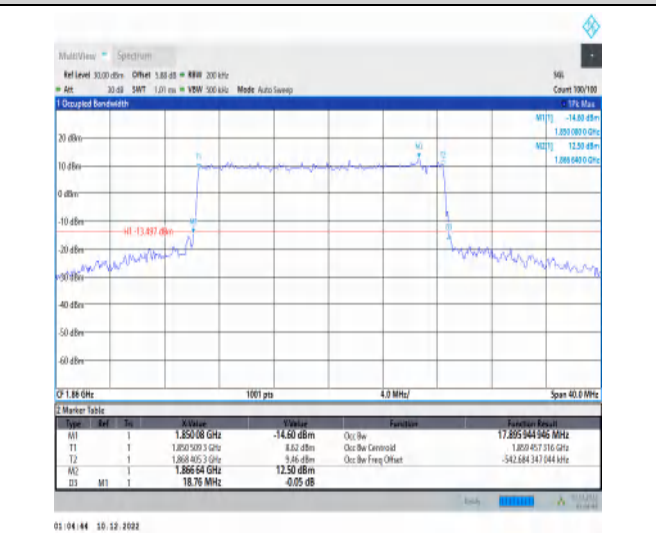 MultiView Spectrum
Ref Level 30.00 dBm Offset 5.88 dB RBW 200 kHz SGL
Att 30 dB SWT 1.01 ms VBW 500 kHz Mode Auto Sweep Count 100/100
1 Occupied Bandwidth 1Pk Max
M1[1] -14.60 dBm
1.850 080 0 GHz
M2[1] 12.50 dBm
1.866 640 0 GHz
20 dBm
M2
T1 T2
10 dBm
0 dBm
-10 dBm
H1 -13.497 dBm
-20 dBm
-30 dBm
-40 dBm
-50 dBm
-60 dBm
CF 1.86 GHz 1001 pts 4.0 MHz/ Span 40.0 MHz
2 Marker Table
Type Ref Trc X-Value Y-Value Function Function Result
M1 1 1.850 08 GHz -14.60 dBm Occ Bw 17.895 944 946 MHz
T1 1 1.850 509 3 GHz 8.62 dBm Occ Bw Centroid 1.859 457 316 GHz
T2 1 1.868 405 3 GHz 9.46 dBm Occ Bw Freq Offset -542.684 347 044 kHz
M2 1 1.866 64 GHz 12.50 dBm
D3 M1 1 18.76 MHz -0.05 dB
01:04:44 10.12.2022